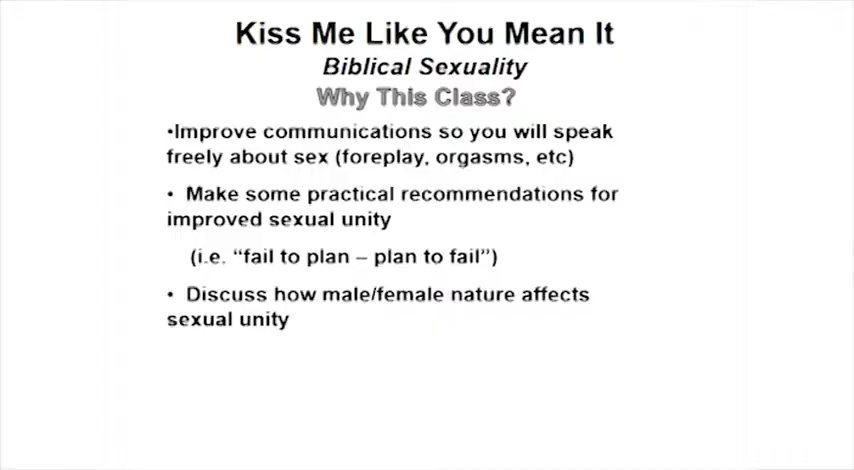 Kiss Me Like You Mean It
Biblical Sexuality
Why This Class?
•Improve communications so you will speak
freely about sex (foreplay, orgasms, etc)
• Make some practical recommendations for
improved sexual unity
(i.e. “fail to plan – plan to fail”)
• Discuss how male/female nature affects
sexual unity